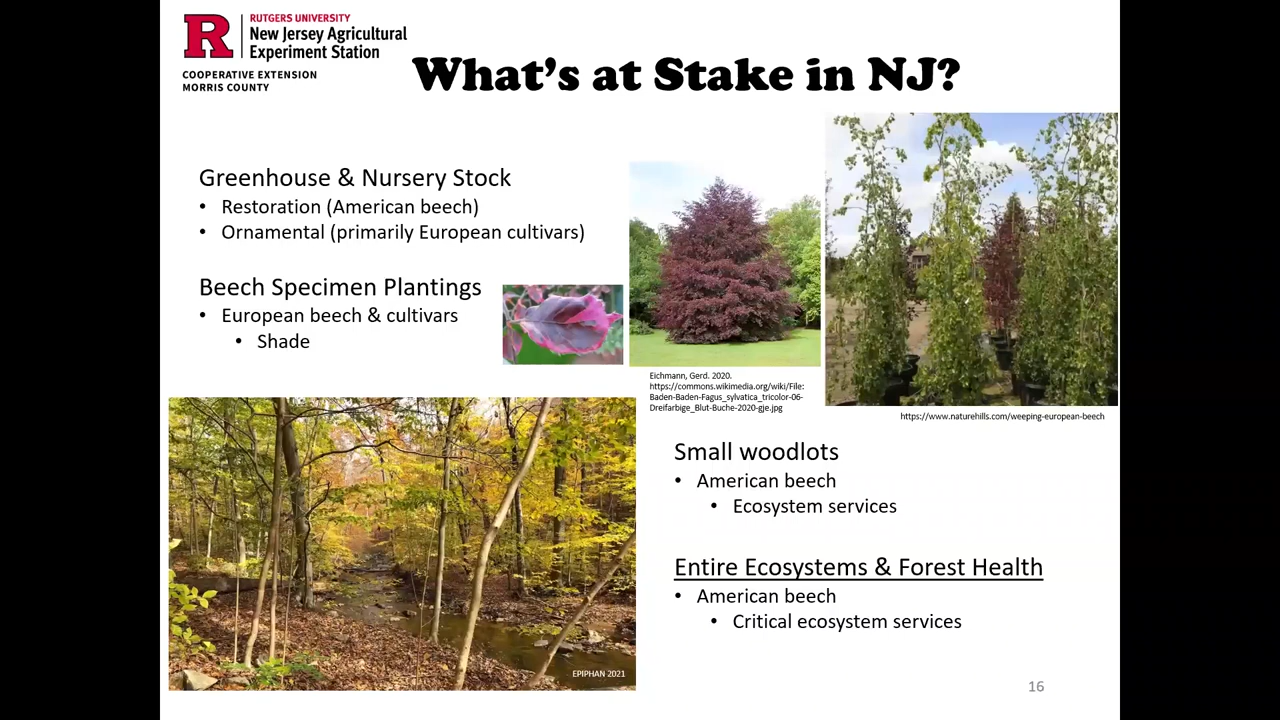 R
RUTGERS UNIVERSITY
New Jersey Agricultural
Experiment Station
COOPERATIVE EXTENSION
MORRIS COUNTY
What's at Stake in NJ?
Greenhouse & Nursery Stock
• Restoration (American beech)
• Ornamental (primarily European cultivars)
Beech Specimen Plantings
• European beech & cultivars
• Shade
Eichmann, Gerd. 2020.
https://commons.wikimedia.org/wiki/File:
Baden-Baden-Fagus_sylvatica_tricolor-06-
Dreifarbige_Blut-Buche-2020-gje.jpg
https://www.naturehills.com/weeping-european-beech
Small woodlots
• American beech
• Ecosystem services
Entire Ecosystems & Forest Health
• American beech
• Critical ecosystem services
EPIPHAN 2021
16